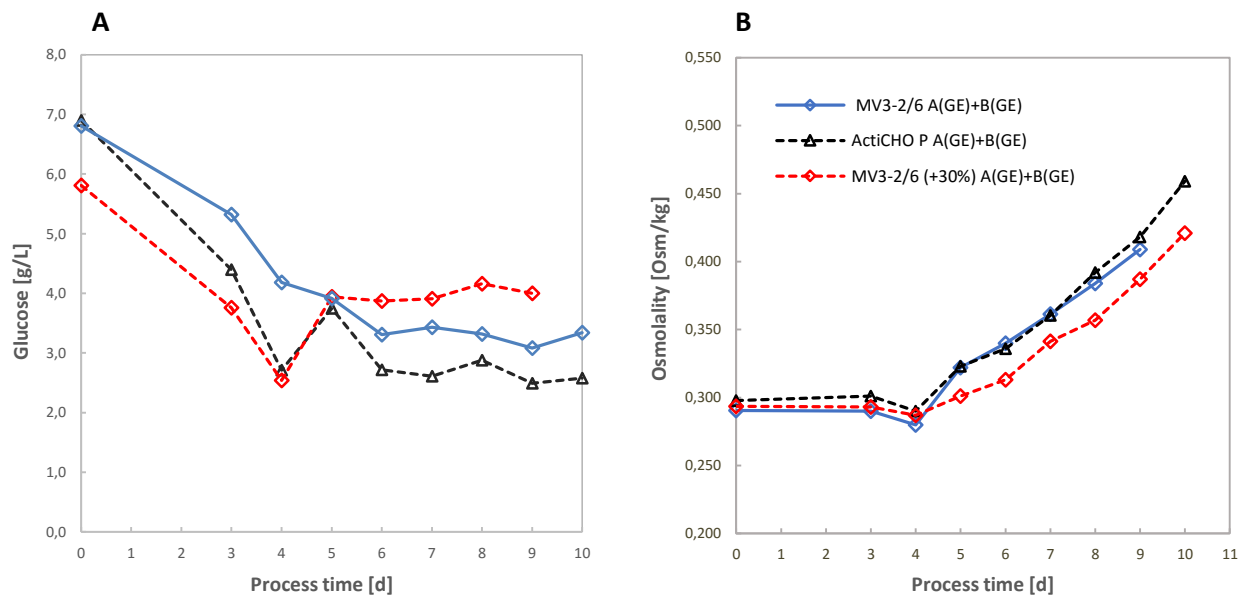 A
8,0
7,0
6,0
5,0
4,0
3,0
2,0
1,0
0,0
Glucose [g/L]
0 1 2 3 4 5 6 7 8 9 10
Process time [d]
B
0,550
0,500
0,450
0,400
0,350
0,300
0,250
0,200
Osmolality [Osm/kg]
MV3-2/6 A(GE)+B(GE)
ActiCHO P A(GE)+B(GE)
MV3-2/6 (+30%) A(GE)+B(GE)
0 1 2 3 4 5 6 7 8 9 10 11
Process time [d]